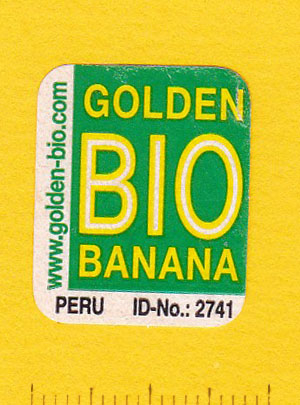 GOLDEN
BIO
BANANA
www.golden-bio.com
PERU ID-No.: 2741